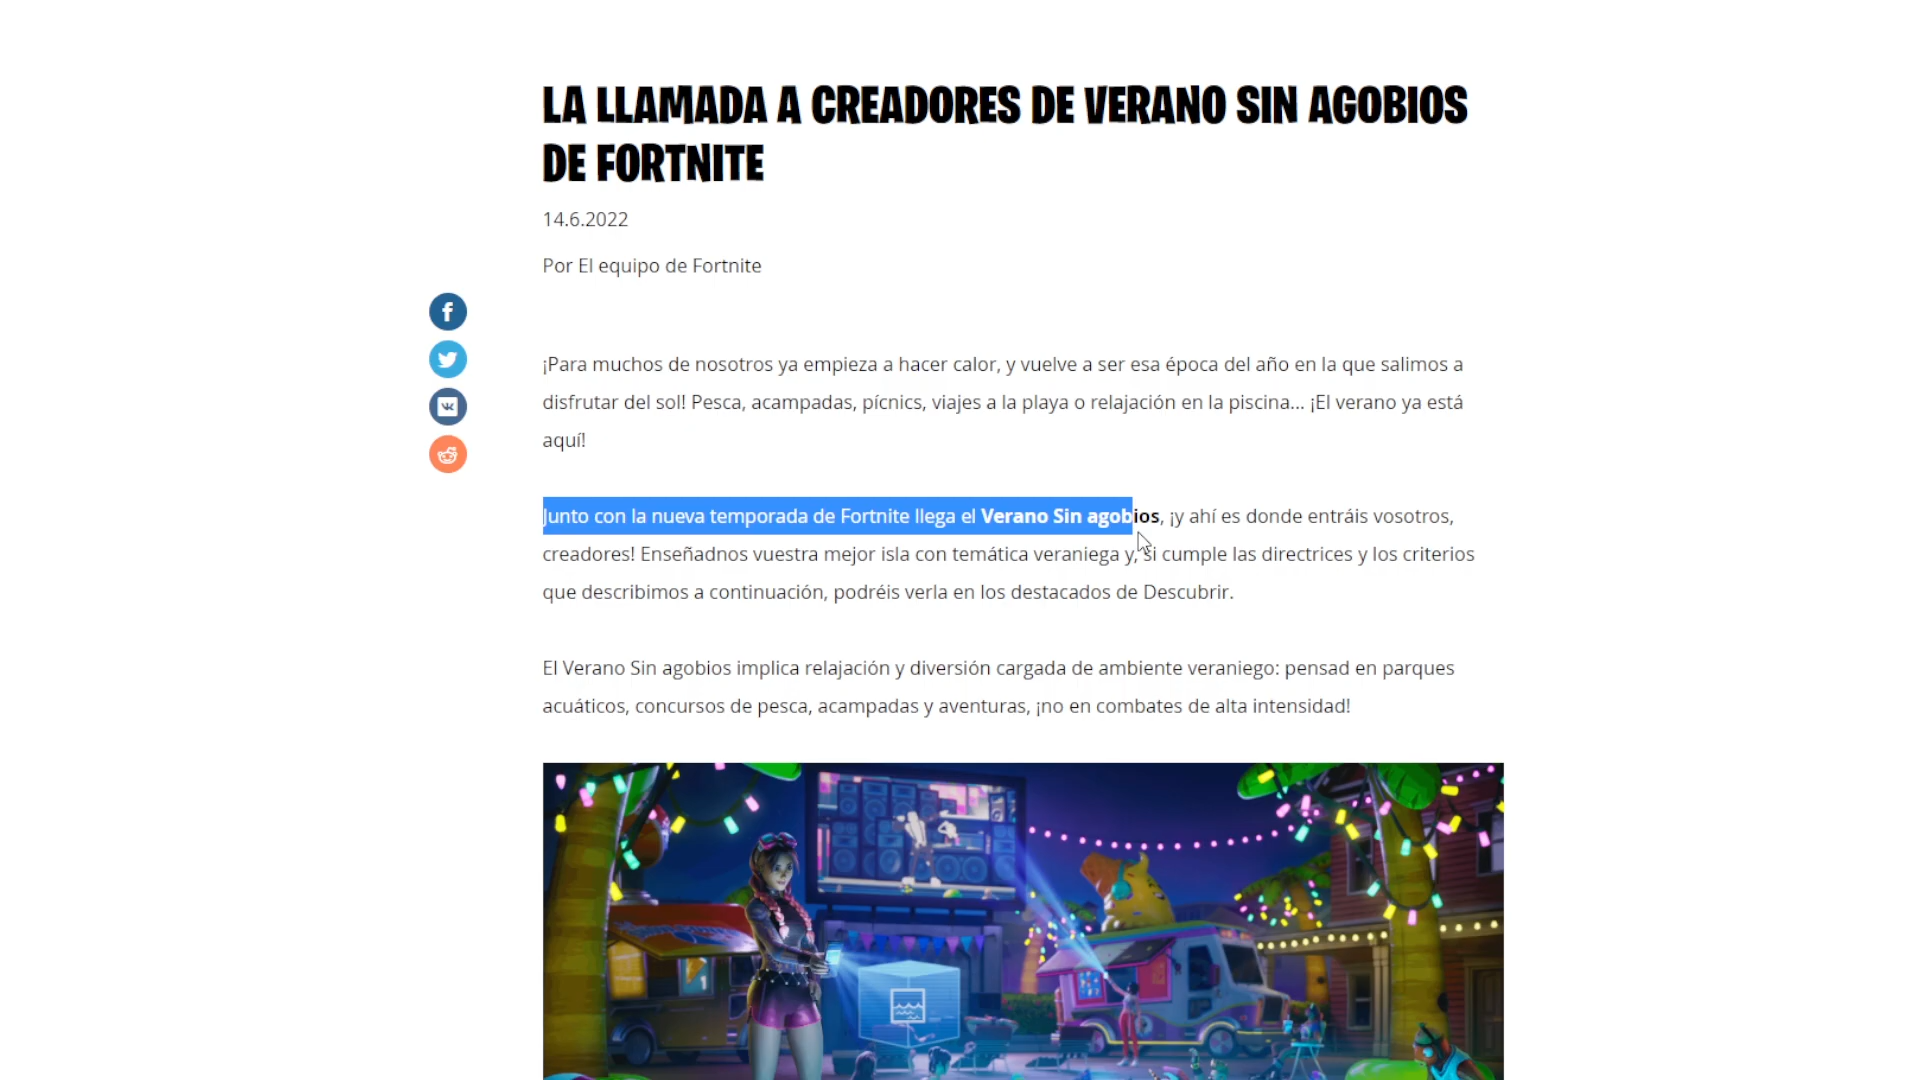 LA LLAMADA A CREADORES DE VERANO SIN AGOBIOS
DE FORTNITE
14.6.2022
Por El equipo de Fortnite
¡Para muchos de nosotros ya empieza a hacer calor, y vuelve a ser esa época del año en la que salimos a
disfrutar del sol! Pesca, acampadas, pícnics, viajes a la playa o relajación en la piscina... ¡El verano ya está
aquí!
Junto con la nueva temporada de Fortnite llega el Verano Sin agobios, ¡y ahí es donde entráis vosotros,
creadores! Enseñadnos vuestra mejor isla con temática veraniega y, si cumple las directrices y los criterios
que describimos a continuación, podréis verla en los destacados de Descubrir.
El Verano Sin agobios implica relajación y diversión cargada de ambiente veraniego: pensad en parques
acuáticos, concursos de pesca, acampadas y aventuras, ¡no en combates de alta intensidad!